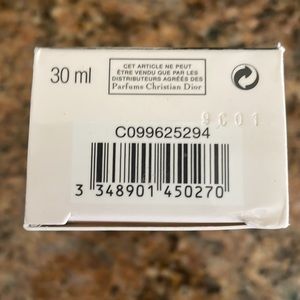 30 ml
CET ARTICLE NE PEUT
ÊTRE VENDU QUE PAR LES
DISTRIBUTEURS AGRÉÉS DE
Parfums Christian Dior
9C01
C099625294
3 348901 450270